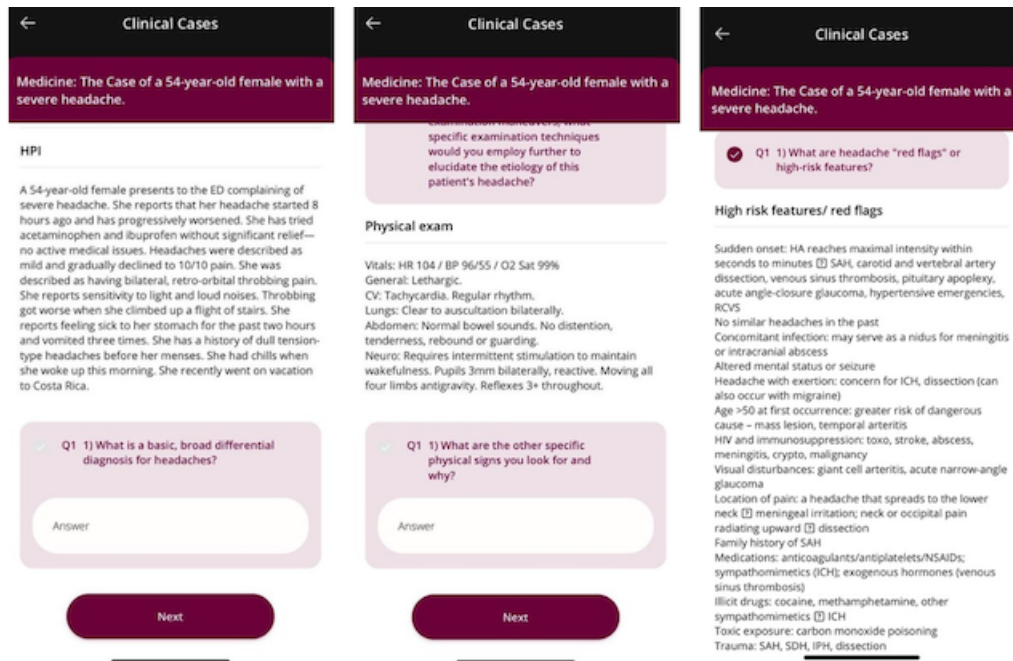 Clinical Cases
Medicine: The Case of a 54-year-old female with a
severe headache.
HPI
A 54-year-old female presents to the ED complaining of
severe headache. She reports that her headache started 8
hours ago and has progressively worsened. She has tried
acetaminophen and ibuprofen without significant relief—
no active medical issues. Headaches were described as
mild and gradually declined to 10/10 pain. She was
described as having bilateral, retro-orbital throbbing pain.
She reports sensitivity to light and loud noises. Throbbing
got worse when she climbed up a flight of stairs. She
reports feeling sick to her stomach for the past two hours
and vomited three times. She has a history of dull tension-
type headaches before her menses. She had chills when
she woke up this morning. She recently went on vacation
to Costa Rica.
Q1 1) What is a basic, broad differential
diagnosis for headaches?
Answer
Next
Clinical Cases
Medicine: The Case of a 54-year-old female with a
severe headache.
examination maneuvers, what
specific examination techniques
would you employ further to
elucidate the etiology of this
patient's headache?
Physical exam
Vitals: HR 104 / BP 96/55 / O2 Sat 99%
General: Lethargic.
CV: Tachycardia. Regular rhythm.
Lungs: Clear to auscultation bilaterally.
Abdomen: Normal bowel sounds. No distention,
tenderness, rebound or guarding.
Neuro: Requires intermittent stimulation to maintain
wakefulness. Pupils 3mm bilaterally, reactive. Moving all
four limbs antigravity. Reflexes 3+ throughout.
Q1 1) What are the other specific
physical signs you look for and
why?
Answer
Next
Clinical Cases
Medicine: The Case of a 54-year-old female with a
severe headache.
Q1 1) What are headache "red flags" or
high-risk features?
High risk features/ red flags
Sudden onset: HA reaches maximal intensity within
seconds to minutes ⍰ SAH, carotid and vertebral artery
dissection, venous sinus thrombosis, pituitary apoplexy,
acute angle-closure glaucoma, hypertensive emergencies,
RCVS
No similar headaches in the past
Concomitant infection: may serve as a nidus for meningitis
or intracranial abscess
Altered mental status or seizure
Headache with exertion: concern for ICH, dissection (can
also occur with migraine)
Age >50 at first occurrence: greater risk of dangerous
cause – mass lesion, temporal arteritis
HIV and immunosuppression: toxo, stroke, abscess,
meningitis, crypto, malignancy
Visual disturbances: giant cell arteritis, acute narrow-angle
glaucoma
Location of pain: a headache that spreads to the lower
neck ⍰ meningeal irritation; neck or occipital pain
radiating upward ⍰ dissection
Family history of SAH
Medications: anticoagulants/antiplatelets/NSAIDs;
sympathomimetics (ICH); exogenous hormones (venous
sinus thrombosis)
Illicit drugs: cocaine, methamphetamine, other
sympathomimetics ⍰ ICH
Toxic exposure: carbon monoxide poisoning
Trauma: SAH, SDH, IPH, dissection